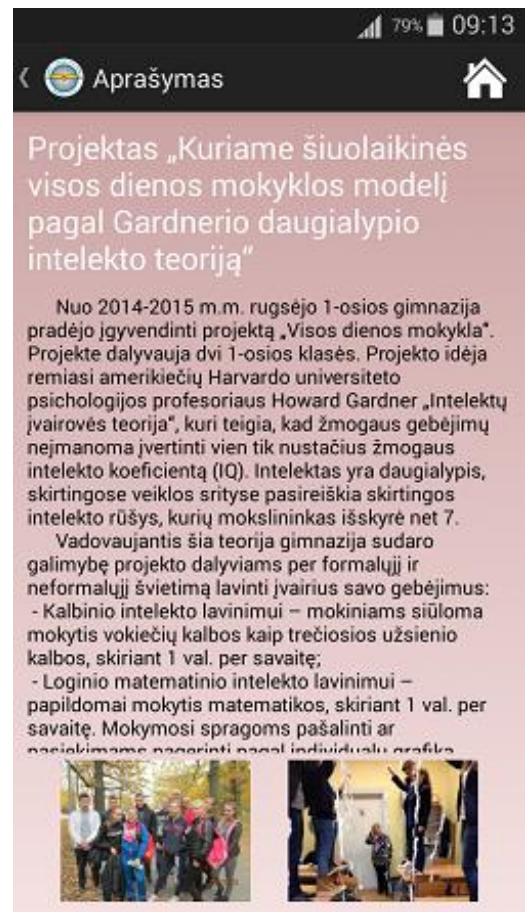 79% 09:13
Aprašymas
Projektas „Kuriame šiuolaikinės
visos dienos mokyklos modelį
pagal Gardnerio daugialypio
intelekto teoriją“
Nuo 2014-2015 m.m. rugsėjo 1-osios gimnazija
pradėjo įgyvendinti projektą „Visos dienos mokykla“.
Projekte dalyvauja dvi 1-osios klasės. Projekto idėja
remiasi amerikiečių Harvardo universiteto
psichologijos profesoriaus Howard Gardner „Intelektų
įvairovės teorija“, kuri teigia, kad žmogaus gebėjimų
neįmanoma įvertinti vien tik nustačius žmogaus
intelekto koeficientą (IQ). Intelektas yra daugialypis,
skirtingose veiklos srityse pasireiškia skirtingos
intelekto rūšys, kurių mokslininkas išskyrė net 7.
Vadovaujantis šia teorija gimnazija sudaro
galimybę projekto dalyviams per formalųjį ir
neformalųjį švietimą lavinti įvairius savo gebėjimus:
- Kalbinio intelekto lavinimui – mokiniams siūloma
mokytis vokiečių kalbos kaip trečiosios užsienio
kalbos, skiriant 1 val. per savaitę;
- Loginio matematinio intelekto lavinimui –
papildomai mokytis matematikos, skiriant 1 val. per
savaitę. Mokymosi spragoms pašalinti ar
pasiekimams pagerinti pagal individualų grafiką